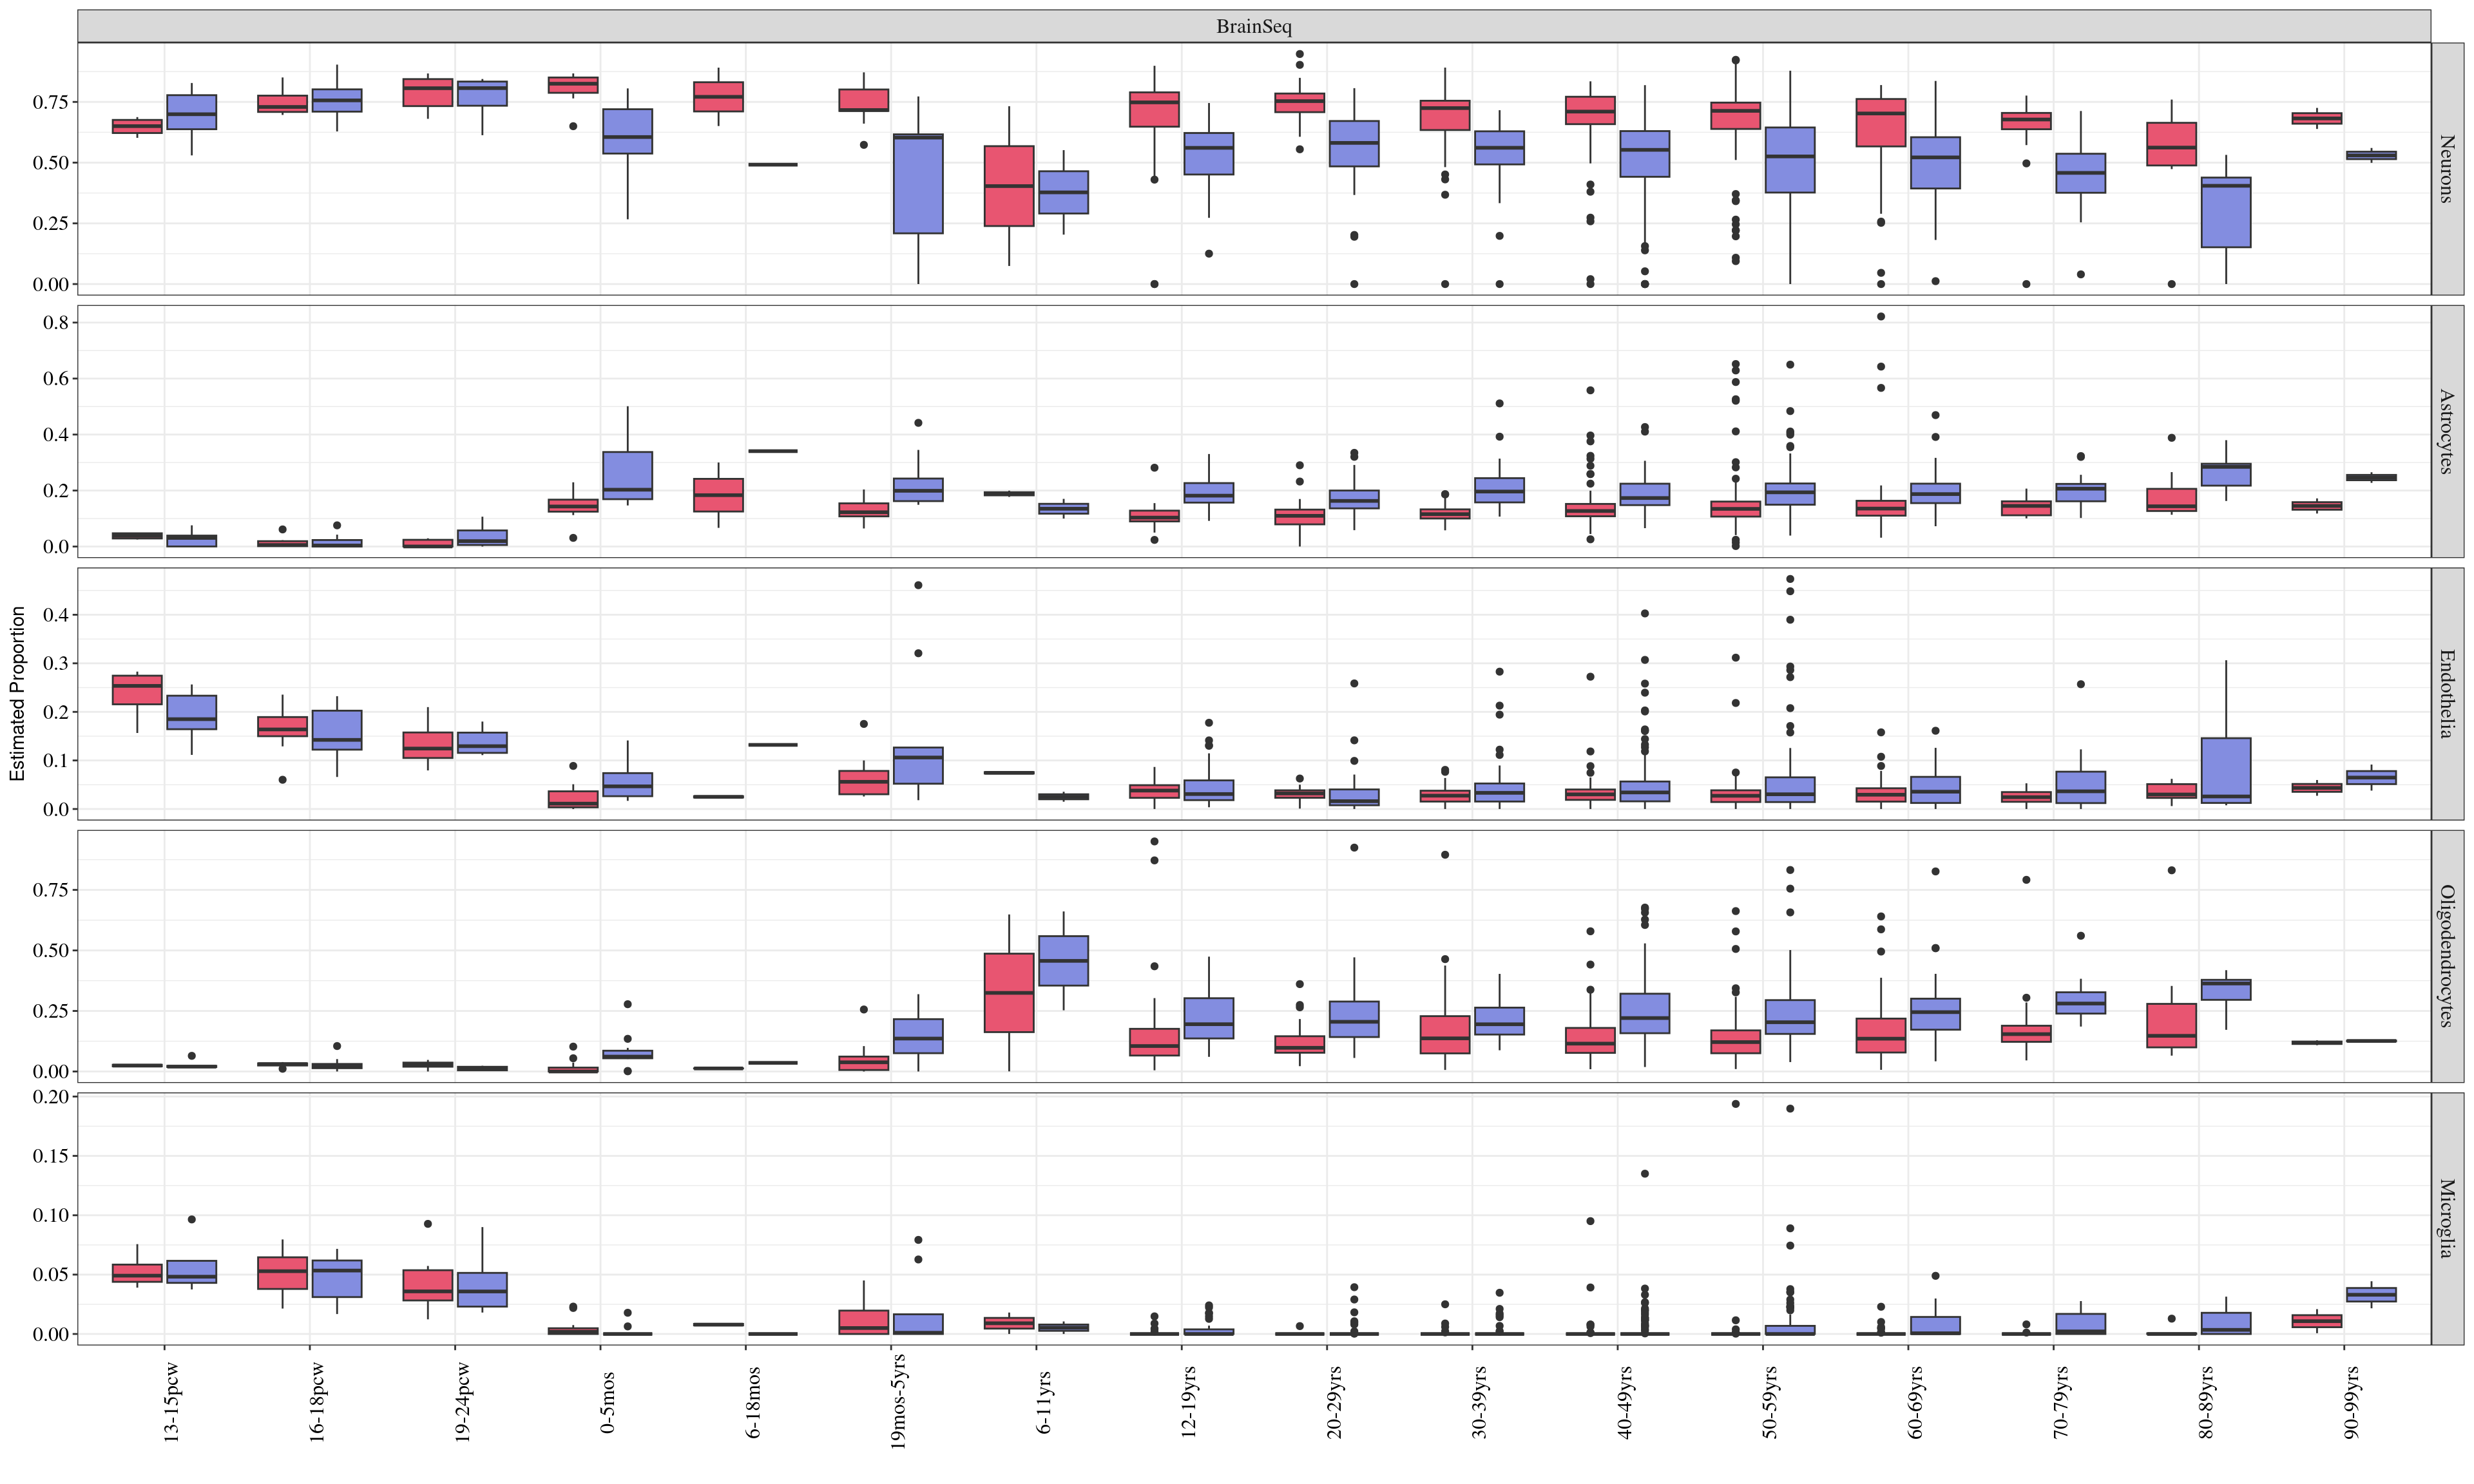 BrainSeq
Estimated Proportion
0.75
0.50
0.25
0.00
Neurons
0.8
0.6
0.4
0.2
0.0
Astrocytes
0.4
0.3
0.2
0.1
0.0
Endothelia
0.75
0.50
0.25
0.00
Oligodendrocytes
0.20
0.15
0.10
0.05
0.00
Microglia
13-15pcw
16-18pcw
19-24pcw
0-5mos
6-18mos
19mos-5yrs
6-11yrs
12-19yrs
20-29yrs
30-39yrs
40-49yrs
50-59yrs
60-69yrs
70-79yrs
80-89yrs
90-99yrs